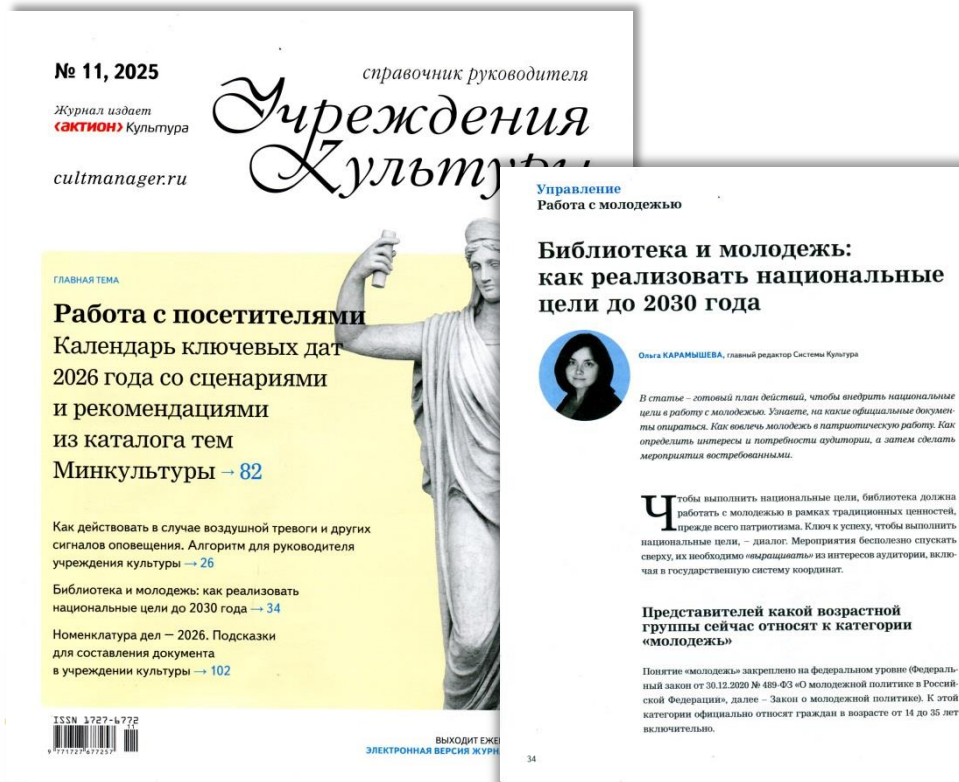 № 11, 2025
справочник руководителя
Журнал издает
‹актион› Культура
Учреждения
cultmanager.ru
ГЛАВНАЯ ТЕМА
Работа с посетителями
Календарь ключевых дат
2026 года со сценариями
и рекомендациями
из каталога тем
Минкультуры → 82
Как действовать в случае воздушной тревоги и других
сигналов оповещения. Алгоритм для руководителя
учреждения культуры → 26
Библиотека и молодежь: как реализовать
национальные цели до 2030 года → 34
Номенклатура дел — 2026. Подсказки
для составления документа
в учреждении культуры → 102
ISSN 1727-6772
11
9 771727 677257
ВЫХОДИТ
ЭЛЕКТРОННАЯ ВЕРСИЯ
Управление
Работа с молодежью
Библиотека и молодежь:
как реализовать национальные
цели до 2030 года
Ольга КАРАМЫШЕВА, главный редактор Системы Культура
В статье – готовый план действий, чтобы внедрить национальные
цели в работу с молодежью. Узнаете, на какие официальные докумен-
ты опираться. Как вовлечь молодежь в патриотическую работу. Как
определить интересы и потребности аудитории, а затем сделать
мероприятия востребованными.
Чтобы выполнить национальные цели, библиотека должна
работать с молодежью в рамках традиционных ценностей,
прежде всего патриотизма. Ключ к успеху, чтобы выполнить
национальные цели, – диалог. Мероприятия бесполезно спускать
сверху, их необходимо «выращивать» из интересов аудитории, вклю-
чая в государственную систему координат.
Представителей какой возрастной
группы сейчас относят к категории
«молодежь»
Понятие «молодежь» закреплено на федеральном уровне (Федераль-
ный закон от 30.12.2020 № 489-ФЗ «О молодежной политике в Россий-
ской Федерации», далее – Закон о молодежной политике). К этой
категории официально относят граждан в возрасте от 14 до 35 лет
включительно.
34